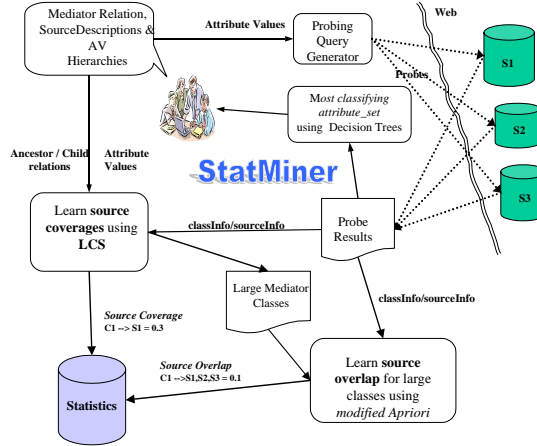 Mediator Relation,
SourceDescriptions &
AV
Hierarchies
Attribute Values
Probing
Query
Generator
Web
S1
Probes
Most classifying
attribute_set
using Decision Trees
S2
Ancestor / Child
relations
Attribute
Values
StatMiner
S3
Learn source
coverages using
LCS
classInfo/sourceInfo
Probe
Results
Large Mediator
Classes
classInfo/sourceInfo
Source Coverage
C1 --> S1 = 0.3
Source Overlap
C1 -->S1,S2,S3 = 0.1
Learn source
overlap for large
classes using
modified Apriori
Statistics